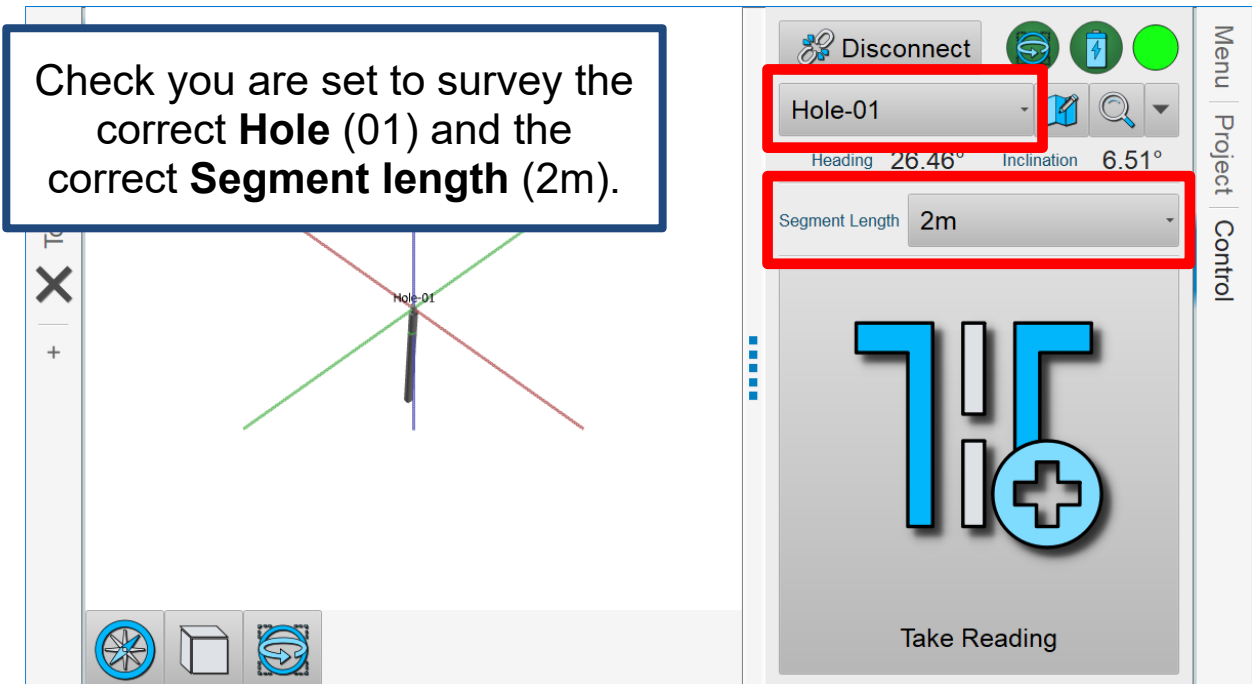 Check you are set to survey the
correct Hole (01) and the
correct Segment length (2m).
Disconnect
Hole-01
Heading 26.46° Inclination 6.51°
Segment Length 2m
Take Reading
Hole-01
+
Menu
Project
Control